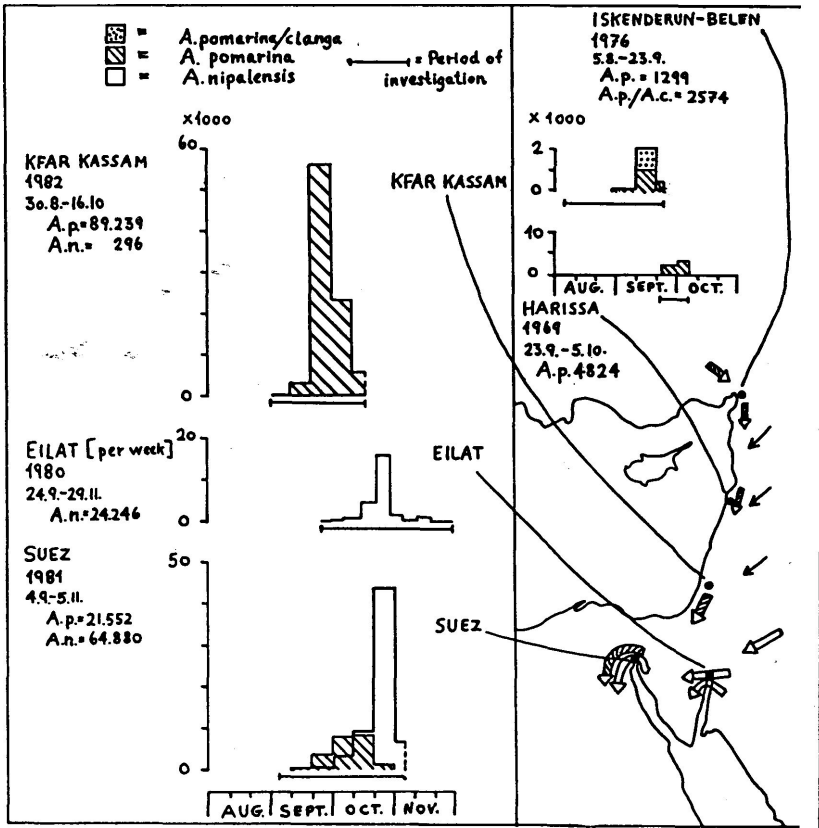 = A.pomarina/clanga
= A. pomarina
= A.nipalensis
= Period of
investigation
ISKENDERUN-BELEN
1976
5.8.-23.9.
A.p. = 1299
A.p./A.c.= 2574
x1000
60
0
KFAR KASSAM
1982
30.8.-16.10
A.p.=89.239
A.n.= 296
KFAR KASSAM
x 1000
2
0
10
0
AUG. SEPT. OCT.
HARISSA
1969
23.9.-5.10.
A.p.4824
EILAT [per week]
1980
24.9.-29.11.
A.n.=24.246
20
0
EILAT
SUEZ
1981
4.9.-5.11.
A.p.=21.552
A.n.=64.880
50
0
SUEZ
AUG. SEPT. OCT. NOV.